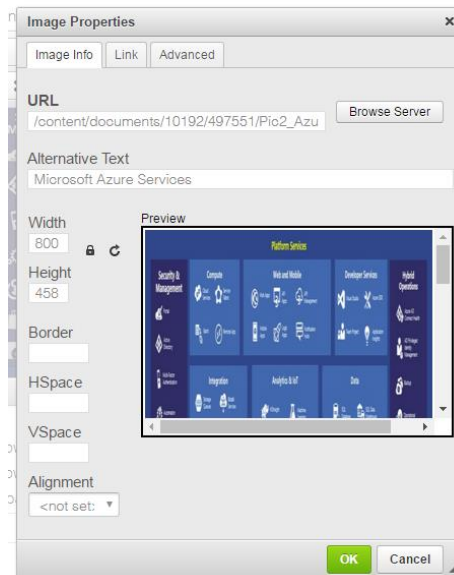 Image Properties
x
Image Info
Link
Advanced
URL
/content/documents/10192/497551/Pic2_Azu
Browse Server
Alternative Text
Microsoft Azure Services
Width
800
Height
458
Border
HSpace
VSpace
Alignment
<not set:
Preview
Platform Services
Security &
Management
Compute
Web and Mobile
Developer Services
Hybrid
Operations
Integration
Analytics & IoT
Data
OK
Cancel